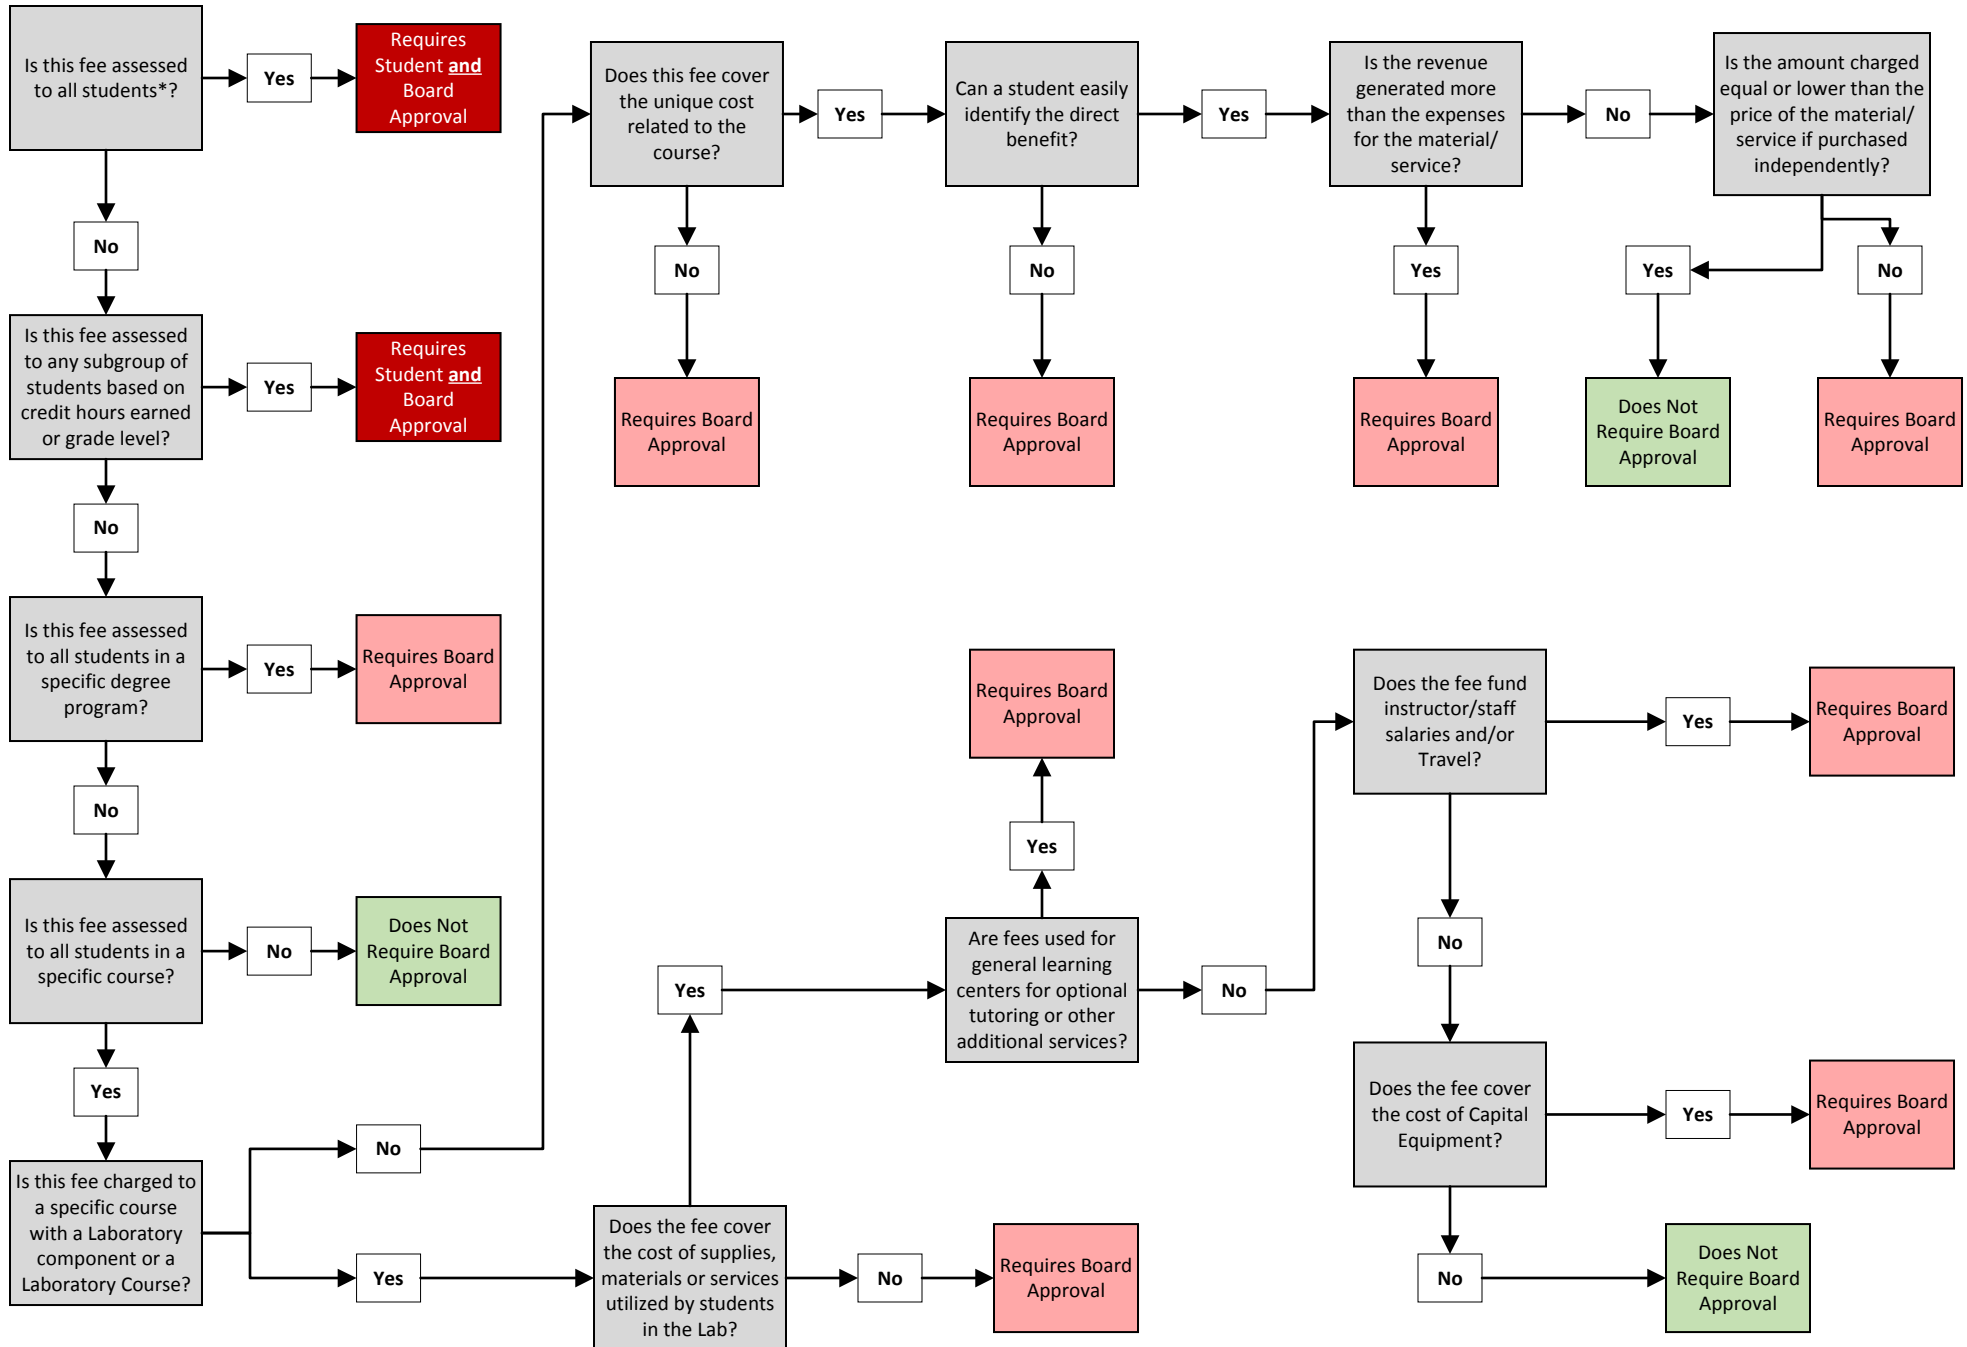 Is this fee assessed
to all students*?
Yes
Requires
Student and
Board
Approval
No
Is this fee assessed
to any subgroup of
students based on
credit hours earned
or grade level?
Yes
Requires
Student and
Board
Approval
No
Is this fee assessed
to all students in a
specific degree
program?
Yes
Requires Board
Approval
No
Is this fee assessed
to all students in a
specific course?
No
Does Not
Require Board
Approval
Yes
Is this fee charged to
a specific course
with a Laboratory
component or a
Laboratory Course?
No
Yes
Does this fee cover
the unique cost
related to the
course?
Yes
No
Requires Board
Approval
Can a student easily
identify the direct
benefit?
Yes
No
Requires Board
Approval
Is the revenue
generated more
than the expenses
for the material/
service?
No
Yes
Requires Board
Approval
Is the amount charged
equal or lower than the
price of the material/
service if purchased
independently?
Yes
Does Not
Require Board
Approval
No
Requires Board
Approval
Does the fee cover
the cost of supplies,
materials or services
utilized by students
in the Lab?
No
Requires Board
Approval
Yes
Are fees used for
general learning
centers for optional
tutoring or other
additional services?
Yes
Requires Board
Approval
No
Does the fee fund
instructor/staff
salaries and/or
Travel?
Yes
Requires Board
Approval
No
Does the fee cover
the cost of Capital
Equipment?
Yes
Requires Board
Approval
No
Does Not
Require Board
Approval